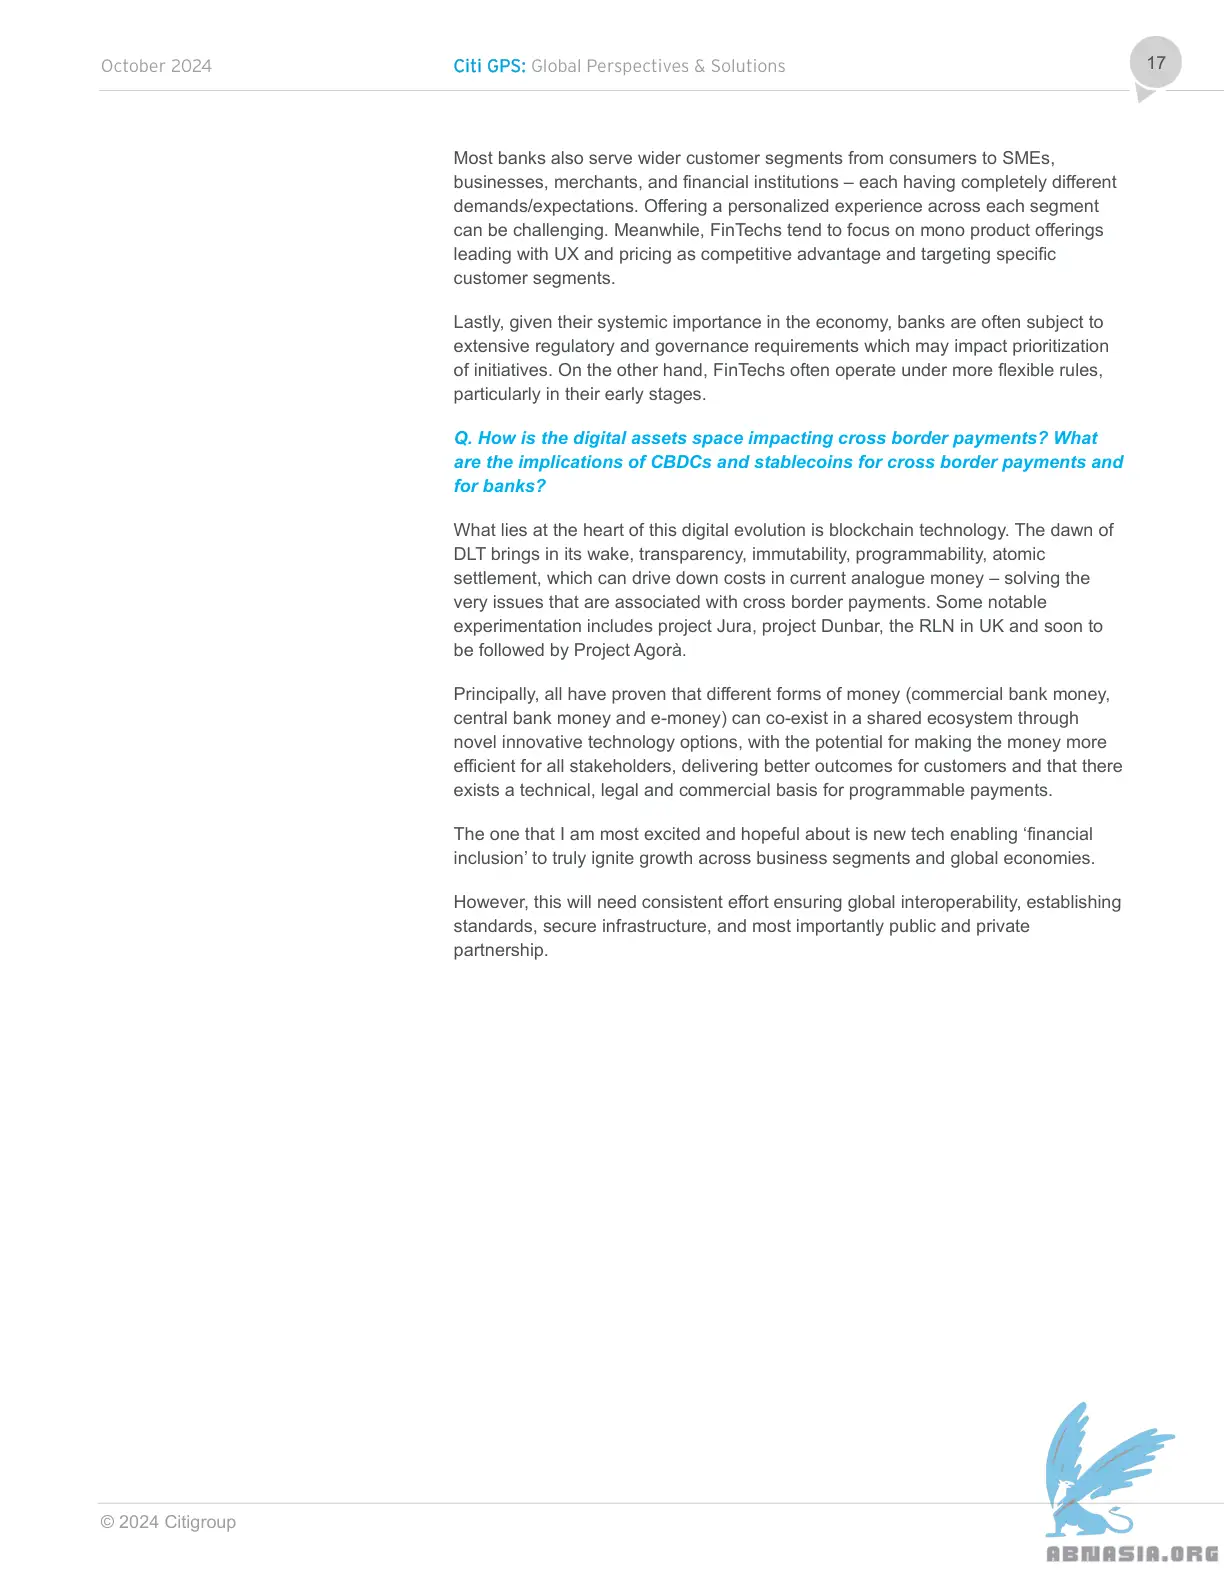 October 2024
Citi GPS: Global Perspectives & Solutions
17
Most banks also serve wider customer segments from consumers to SMEs,
businesses, merchants, and financial institutions – each having completely different
demands/expectations. Offering a personalized experience across each segment
can be challenging. Meanwhile, FinTechs tend to focus on mono product offerings
leading with UX and pricing as competitive advantage and targeting specific
customer segments.
Lastly, given their systemic importance in the economy, banks are often subject to
extensive regulatory and governance requirements which may impact prioritization
of initiatives. On the other hand, FinTechs often operate under more flexible rules,
particularly in their early stages.
Q. How is the digital assets space impacting cross border payments? What
are the implications of CBDCs and stablecoins for cross border payments and
for banks?
What lies at the heart of this digital evolution is blockchain technology. The dawn of
DLT brings in its wake, transparency, immutability, programmability, atomic
settlement, which can drive down costs in current analogue money – solving the
very issues that are associated with cross border payments. Some notable
experimentation includes project Jura, project Dunbar, the RLN in UK and soon to
be followed by Project Agorà.
Principally, all have proven that different forms of money (commercial bank money,
central bank money and e-money) can co-exist in a shared ecosystem through
novel innovative technology options, with the potential for making the money more
efficient for all stakeholders, delivering better outcomes for customers and that there
exists a technical, legal and commercial basis for programmable payments.
The one that I am most excited and hopeful about is new tech enabling ‘financial
inclusion’ to truly ignite growth across business segments and global economies.
However, this will need consistent effort ensuring global interoperability, establishing
standards, secure infrastructure, and most importantly public and private
partnership.
© 2024 Citigroup
ABNASIA.ORG